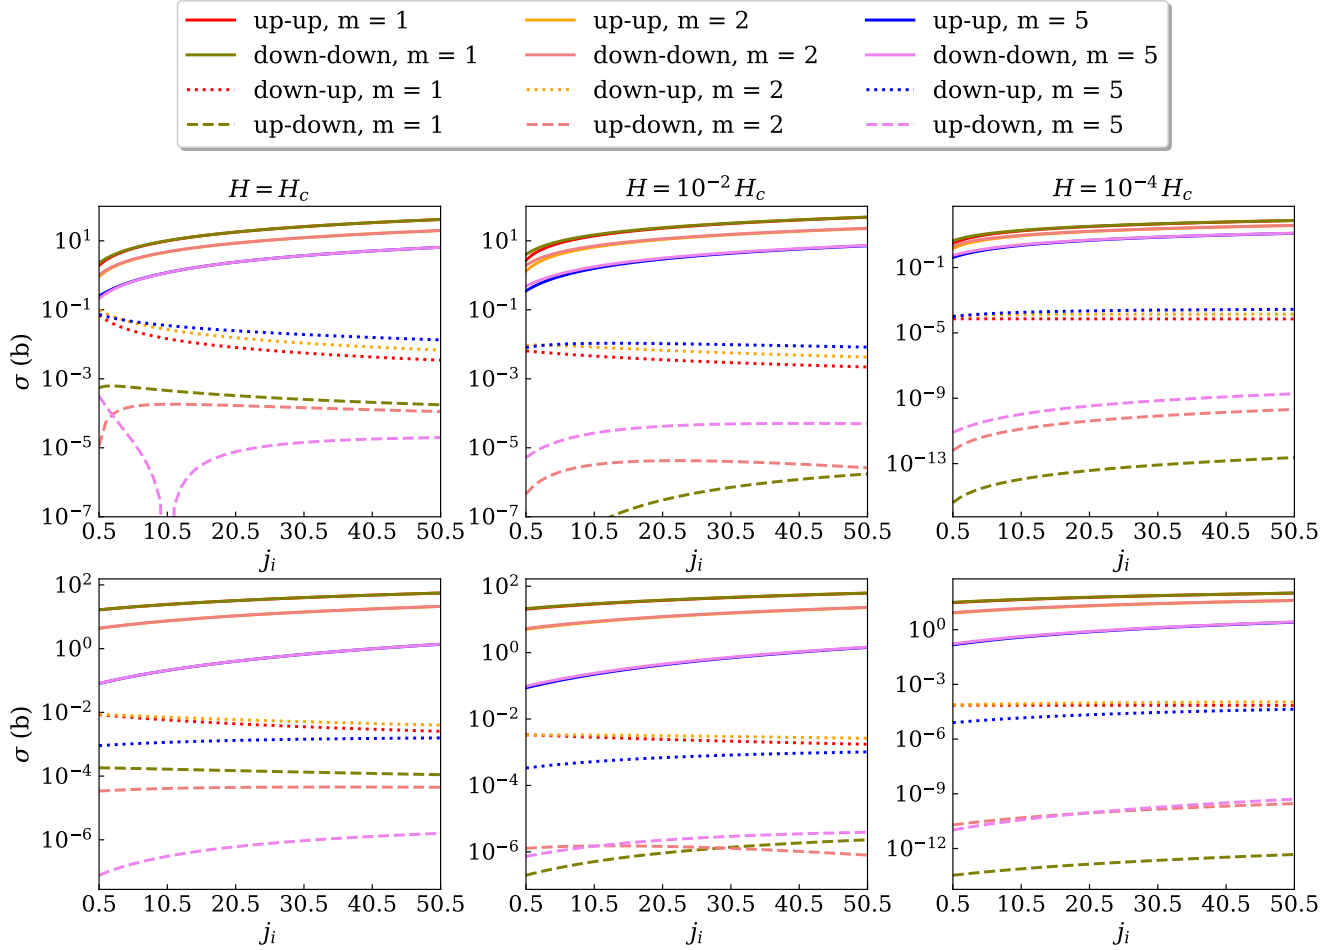 up-up, m = 1 up-up, m = 2 up-up, m = 5
down-down, m = 1 down-down, m = 2 down-down, m = 5
down-up, m = 1 down-up, m = 2 down-up, m = 5
up-down, m = 1 up-down, m = 2 up-down, m = 5
H = H_c H = 10^{-2} H_c H = 10^{-4} H_c
σ (b)
10^1
10^{-1}
10^{-3}
10^{-5}
10^{-7}
10^1
10^{-1}
10^{-3}
10^{-5}
10^{-7}
10^{-1}
10^{-5}
10^{-9}
10^{-13}
0.5 10.5 20.5 30.5 40.5 50.5 0.5 10.5 20.5 30.5 40.5 50.5 0.5 10.5 20.5 30.5 40.5 50.5
j_i j_i j_i
σ (b)
10^2
10^0
10^{-2}
10^{-4}
10^{-6}
10^2
10^0
10^{-2}
10^{-4}
10^{-6}
10^0
10^{-3}
10^{-6}
10^{-9}
10^{-12}
0.5 10.5 20.5 30.5 40.5 50.5 0.5 10.5 20.5 30.5 40.5 50.5 0.5 10.5 20.5 30.5 40.5 50.5
j_i j_i j_i